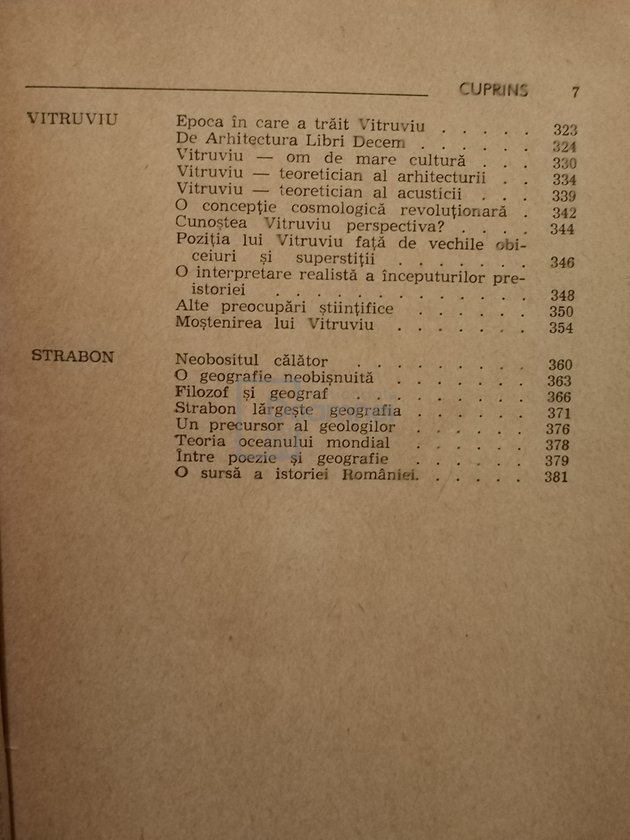 CUPRINS 7
VITRUVIU Epoca în care a trăit Vitruviu . . . . . 323
De Arhitectura Libri Decem . . . . . . 324
Vitruviu — om de mare cultură . . . 330
Vitruviu — teoretician al arhitecturii . . 334
Vitruviu — teoretician al acusticii . . . 339
O concepție cosmologică revoluționară . 342
Cunoștea Vitruviu perspectiva? . . . . 344
Poziția lui Vitruviu față de vechile obi-
ceiuri și superstiții . . . . . . . 346
O interpretare realistă a începuturilor pre-
istoriei . . . . . . . . . . . 348
Alte preocupări științifice . . . . . . 350
Moștenirea lui Vitruviu . . . . . . . 354
STRABON Neobositul călător . . . . . . . . 360
O geografie neobișnuită . . . . . . . 363
Filozof și geograf . . . . . . . . 366
Strabon lărgește geografia . . . . . . 371
Un precursor al geologilor . . . . . . 376
Teoria oceanului mondial . . . . . . 378
Între poezie și geografie . . . . . . 379
O sursă a istoriei României. . . . . . 381